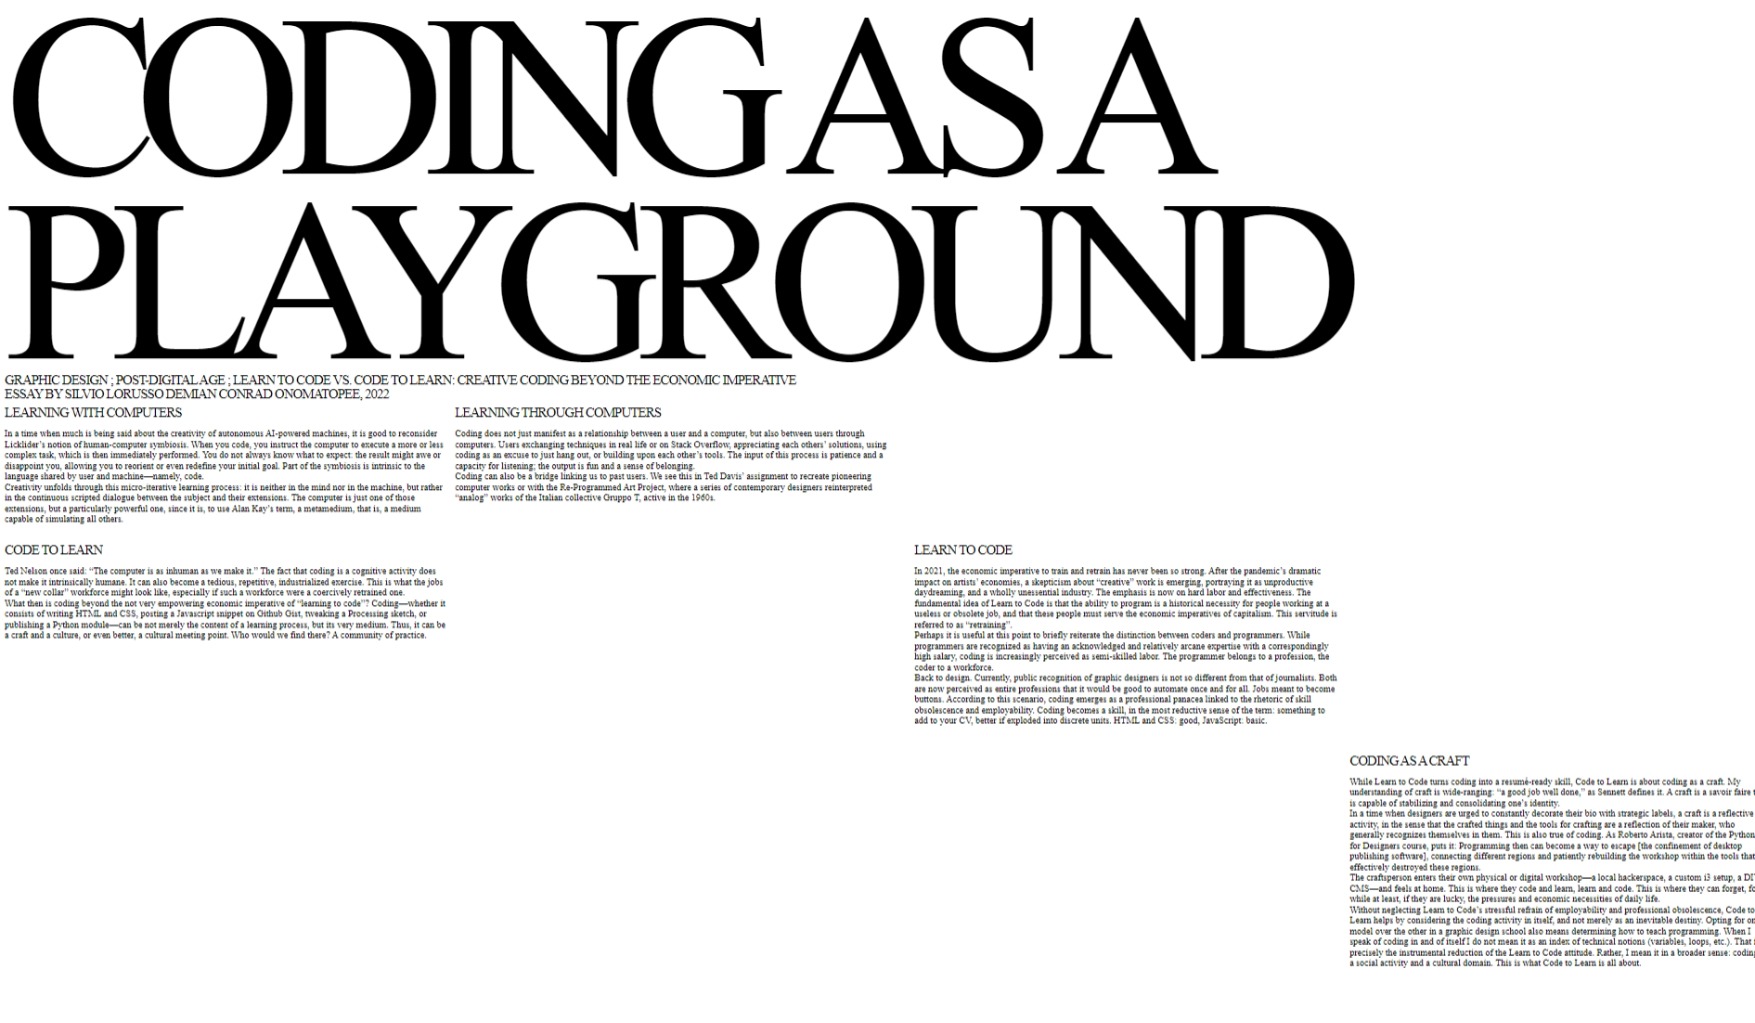 CODING AS A
PLAYGROUND
GRAPHIC DESIGN ; POST-DIGITAL AGE ; LEARN TO CODE VS. CODE TO LEARN: CREATIVE CODING BEYOND THE ECONOMIC IMPERATIVE
ESSAY BY SILVIO LORUSSO DEMIAN CONRAD ONOMATOPEE, 2022
LEARNING WITH COMPUTERS
In a time when much is being said about the creativity of autonomous AI-powered machines, it is good to reconsider
Licklider's notion of human-computer symbiosis. When you code, you instruct the computer to execute a more or less
complex task, which is then immediately performed. You do not always know what to expect: the result might awe or
disappoint you, allowing you to reorient or even redefine your initial goal. Part of the symbiosis is intrinsic to the
language shared by user and machine—namely, code.
Creativity unfolds through this micro-iterative learning process: it is neither in the mind nor in the machine, but rather
in the continuous scripted dialogue between the subject and their extensions. The computer is just one of those
extensions, but a particularly powerful one, since it is, to use Alan Kay's term, a metamedium, that is, a medium
capable of simulating all others.
LEARNING THROUGH COMPUTERS
Coding does not just manifest as a relationship between a user and a computer, but also between users through
computers. Users exchanging techniques in real life or on Stack Overflow, appreciating each others' solutions, using
coding as an excuse to just hang out, or building upon each other's tools. The input of this process is patience and a
capacity for listening; the output is fun and a sense of belonging.
Coding can also be a bridge linking us to past users. We see this in Ted Davis' assignment to recreate pioneering
computer works or with the Re-Programmed Art Project, where a series of contemporary designers reinterpreted
“analog” works of the Italian collective Gruppo T, active in the 1960s.
CODE TO LEARN
Ted Nelson once said: “The computer is as inhuman as we make it.” The fact that coding is a cognitive activity does
not make it intrinsically humane. It can also become a tedious, repetitive, industrialized exercise. This is what the jobs
of a “new collar” workforce might look like, especially if such a workforce were a coercively retrained one.
What then is coding beyond the not very empowering economic imperative of “learning to code”? Coding—whether it
consists of writing HTML and CSS, posting a Javascript snippet on Github Gist, tweaking a Processing sketch, or
publishing a Python module—can be not merely the content of a learning process, but its very medium. Thus, it can be
a craft and a culture, or even better, a cultural meeting point. Who would we find there? A community of practice.
LEARN TO CODE
In 2021, the economic imperative to train and retrain has never been so strong. After the pandemic's dramatic
impact on artists' economies, a skepticism about “creative” work is emerging, portraying it as unproductive
daydreaming, and a wholly unessential industry. The emphasis is now on hard labor and effectiveness. The
fundamental idea of Learn to Code is that the ability to program is a historical necessity for people working at a
useless or obsolete job, and that these people must serve the economic imperatives of capitalism. This servitude is
referred to as “retraining”.
Perhaps it is useful at this point to briefly reiterate the distinction between coders and programmers. While
programmers are recognized as having an acknowledged and relatively arcane expertise with a correspondingly
high salary, coding is increasingly perceived as semi-skilled labor. The programmer belongs to a profession, the
coder to a workforce.
Back to design. Currently, public recognition of graphic designers is not so different from that of journalists. Both
are now perceived as entire professions that it would be good to automate once and for all. Jobs meant to become
buttons. According to this scenario, coding emerges as a professional panacea linked to the rhetoric of skill
obsolescence and employability. Coding becomes a skill, in the most reductive sense of the term: something to
add to your CV, better if exploded into discrete units. HTML and CSS: good, JavaScript: basic.
CODING AS A CRAFT
While Learn to Code turns coding into a resumé-ready skill, Code to Learn is about coding as a craft. My
understanding of craft is wide-ranging: “a good job well done,” as Sennett defines it. A craft is a savoir faire
is capable of stabilizing and consolidating one's identity.
In a time when designers are urged to constantly decorate their bio with strategic labels, a craft is a reflective
activity, in the sense that the crafted things and the tools for crafting are a reflection of their maker, who
generally recognizes themselves in them. This is also true of coding. As Roberto Arista, creator of the Python
for Designers course, puts it: Programming then can become a way to escape [the confinement of desktop
publishing software], connecting different regions and patiently rebuilding the workshop within the tools that
effectively destroyed these regions.
The craftsperson enters their own physical or digital workshop—a local hackerspace, a custom i3 setup, a
CMS—and feels at home. This is where they code and learn, learn and code. This is where they can forget,
while at least, if they are lucky, the pressures and economic necessities of daily life.
Without neglecting Learn to Code's stressful refrain of employability and professional obsolescence, Code to
Learn helps by considering the coding activity in itself, and not merely as an inevitable destiny. Opting for
model over the other in a graphic design school also means determining how to teach programming. When I
speak of coding in and of itself I do not mean it as an index of technical notions (variables, loops, etc.). That
precisely the instrumental reduction of the Learn to Code attitude. Rather, I mean it in a broader sense:
a social activity and a cultural domain. This is what Code to Learn is all about.